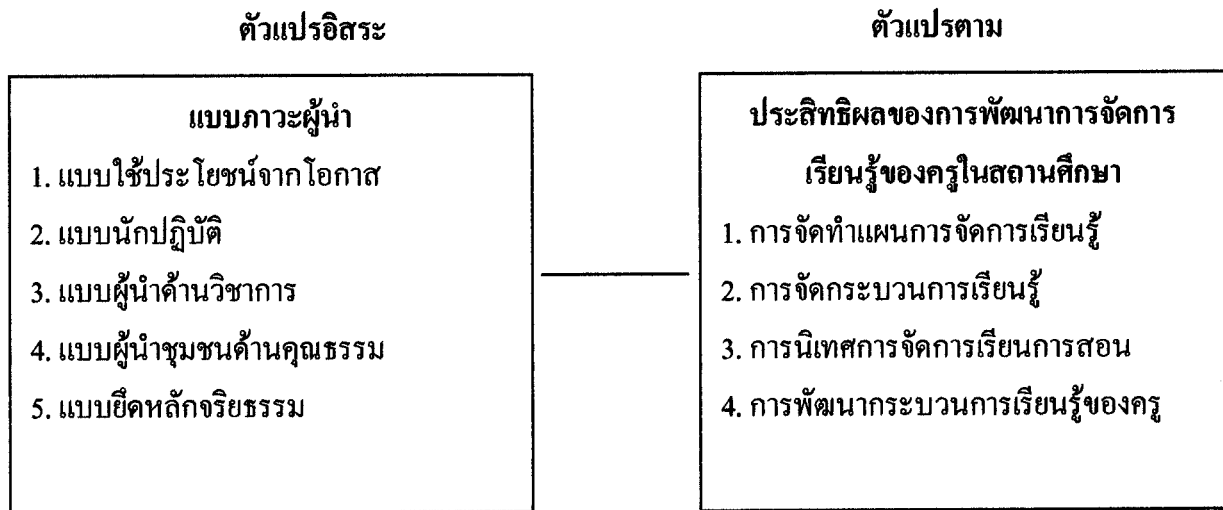 ตัวแปรอิสระ
ตัวแปรตาม
แบบภาวะผู้นำ
1. แบบใช้ประโยชน์จากโอกาส
2. แบบนักปฏิบัติ
3. แบบผู้นำด้านวิชาการ
4. แบบผู้นำชุมชนด้านคุณธรรม
5. แบบยึดหลักจริยธรรม
ประสิทธิผลของการพัฒนาการจัดการ
เรียนรู้ของครูในสถานศึกษา
1. การจัดทำแผนการจัดการเรียนรู้
2. การจัดกระบวนการเรียนรู้
3. การนิเทศการจัดการเรียนการสอน
4. การพัฒนากระบวนการเรียนรู้ของครู